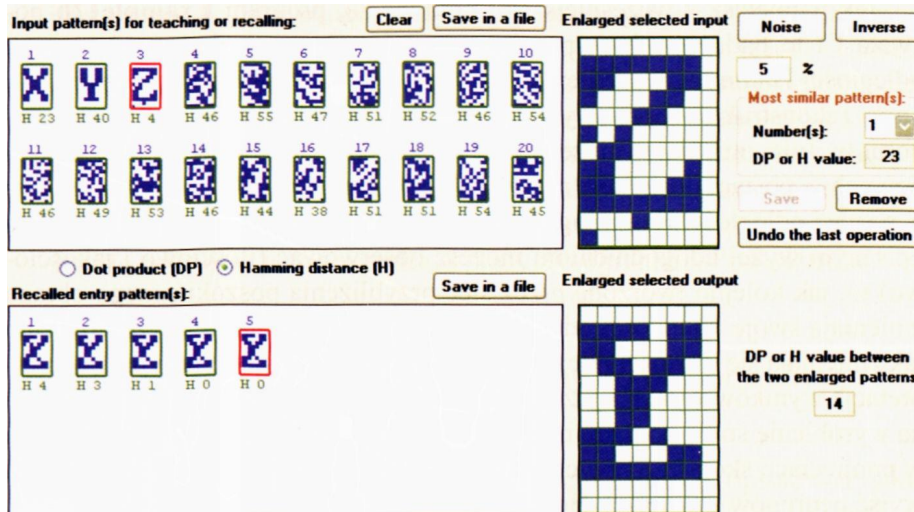 Input pattern(s) for teaching or recalling:
Clear
Save in a file
1 2 3 4 5 6 7 8 9 10
H 23 H 40 H 4 H 46 H 55 H 47 H 51 H 52 H 46 H 54
11 12 13 14 15 16 17 18 19 20
H 46 H 49 H 53 H 46 H 44 H 38 H 51 H 51 H 54 H 45
Enlarged selected input
Noise
Inverse
5 %
Most similar pattern(s):
Number(s): 1
DP or H value: 23
Save
Remove
Undo the last operation
Dot product (DP)
Hamming distance (H)
Recalled entry pattern(s):
Save in a file
1 2 3 4 5
H 4 H 3 H 1 H 0 H 0
Enlarged selected output
DP or H value between
the two enlarged patterns
14